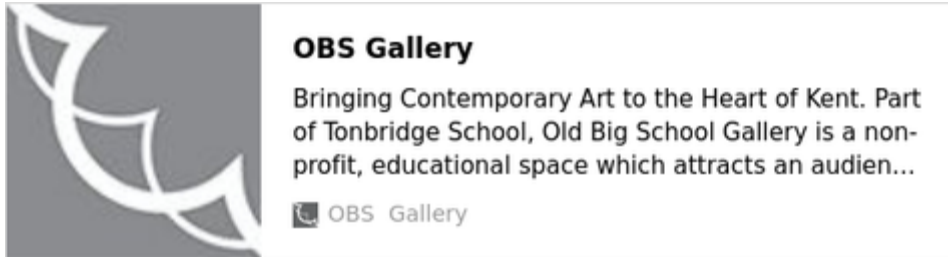 OBS Gallery
Bringing Contemporary Art to the Heart of Kent. Part
of Tonbridge School, Old Big School Gallery is a non-
profit, educational space which attracts an audien...
OBS Gallery